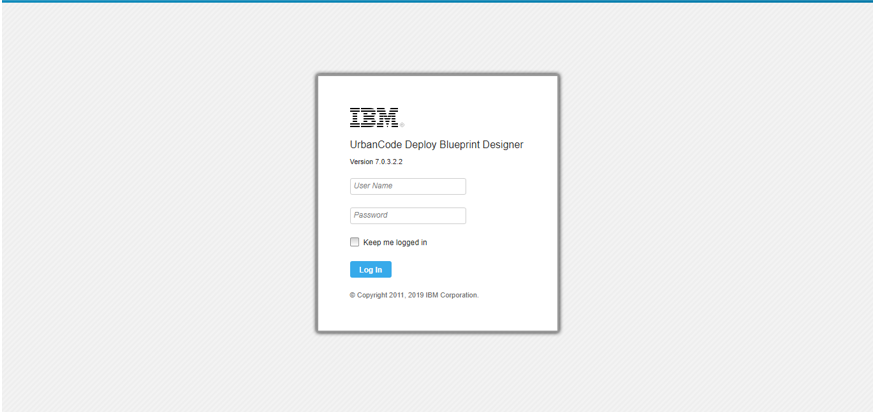 IBM
UrbanCode Deploy Blueprint Designer
Version 7.0.3.2.2
User Name
Password
Keep me logged in
Log In
© Copyright 2011, 2019 IBM Corporation.